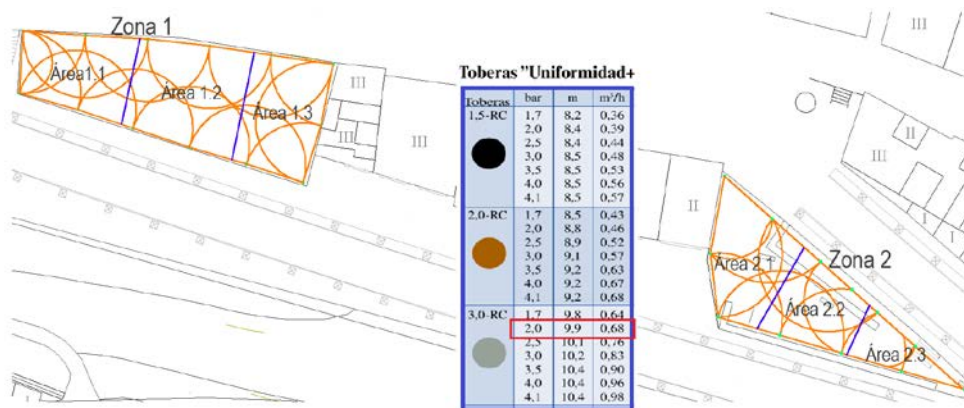 Zona 1
Área1.1
Área 1.2
Área 1.3
III
III
III
III
Toberas "Uniformidad+
Toberas bar m m³/h
1,5-RC 1,7 8,2 0,36
2,0 8,4 0,39
2,5 8,4 0,44
3,0 8,5 0,48
3,5 8,5 0,53
4,0 8,5 0,56
4,1 8,5 0,57
2,0-RC 1,7 8,5 0,43
2,0 8,8 0,46
2,5 8,9 0,52
3,0 9,1 0,57
3,5 9,2 0,63
4,0 9,2 0,67
4,1 9,2 0,68
3,0-RC 1,7 9,8 0,64
2,0 9,9 0,68
2,5 10,1 0,76
3,0 10,2 0,83
3,5 10,4 0,90
4,0 10,4 0,96
4,1 10,4 0,98
III
II
III
I
I
II
Zona 2
Área 2.1
Área 2.2
Área 2.3